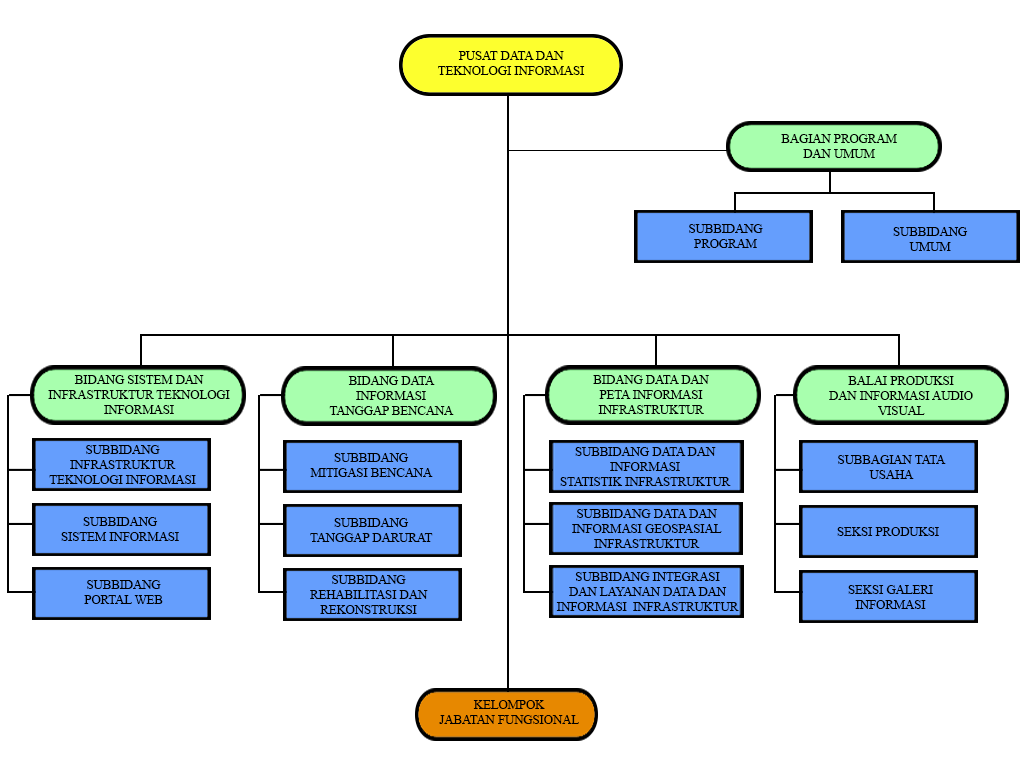 PUSAT DATA DAN
TEKNOLOGI INFORMASI
BAGIAN PROGRAM
DAN UMUM
SUBBIDANG
PROGRAM
SUBBIDANG
UMUM
BIDANG SISTEM DAN
INFRASTRUKTUR TEKNOLOGI
INFORMASI
SUBBIDANG
INFRASTRUKTUR
TEKNOLOGI INFORMASI
SUBBIDANG
SISTEM INFORMASI
SUBBIDANG
PORTAL WEB
BIDANG DATA
INFORMASI
TANGGAP BENCANA
SUBBIDANG
MITIGASI BENCANA
SUBBIDANG
TANGGAP DARURAT
SUBBIDANG
REHABILITASI DAN
REKONSTRUKSI
BIDANG DATA DAN
PETA INFORMASI
INFRASTRUKTUR
SUBBIDANG DATA DAN
INFORMASI
STATISTIK INFRASTRUKTUR
SUBBIDANG DATA DAN
INFORMASI GEOSPASIAL
INFRASTRUKTUR
SUBBIDANG INTEGRASI
DAN LAYANAN DATA DAN
INFORMASI INFRASTRUKTUR
BALAI PRODUKSI
DAN INFORMASI AUDIO
VISUAL
SUBBAGIAN TATA
USAHA
SEKSI PRODUKSI
SEKSI GALERI
INFORMASI
KELOMPOK
JABATAN FUNGSIONAL